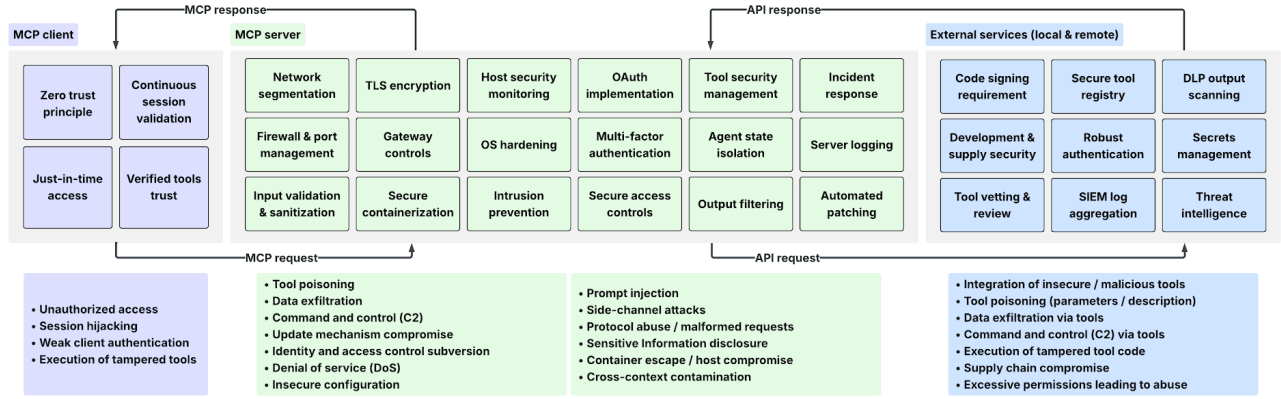 MCP response
API response
MCP client
MCP server
External services (local & remote)
Zero trust
principle
Continuous
session
validation
Just-in-time
access
Verified tools
trust
Network
segmentation
TLS encryption
Host security
monitoring
OAuth
implementation
Tool security
management
Incident
response
Firewall & port
management
Gateway
controls
OS hardening
Multi-factor
authentication
Agent state
isolation
Server logging
Input validation
& sanitization
Secure
containerization
Intrusion
prevention
Secure access
controls
Output filtering
Automated
patching
Code signing
requirement
Secure tool
registry
DLP output
scanning
Development &
supply security
Robust
authentication
Secrets
management
Tool vetting &
review
SIEM log
aggregation
Threat
intelligence
MCP request
API request
• Unauthorized access
• Session hijacking
• Weak client authentication
• Execution of tampered tools
• Tool poisoning
• Data exfiltration
• Command and control (C2)
• Update mechanism compromise
• Identity and access control subversion
• Denial of service (DoS)
• Insecure configuration
• Prompt injection
• Side-channel attacks
• Protocol abuse / malformed requests
• Sensitive Information disclosure
• Container escape / host compromise
• Cross-context contamination
• Integration of insecure / malicious tools
• Tool poisoning (parameters / description)
• Data exfiltration via tools
• Command and control (C2) via tools
• Execution of tampered tool code
• Supply chain compromise
• Excessive permissions leading to abuse